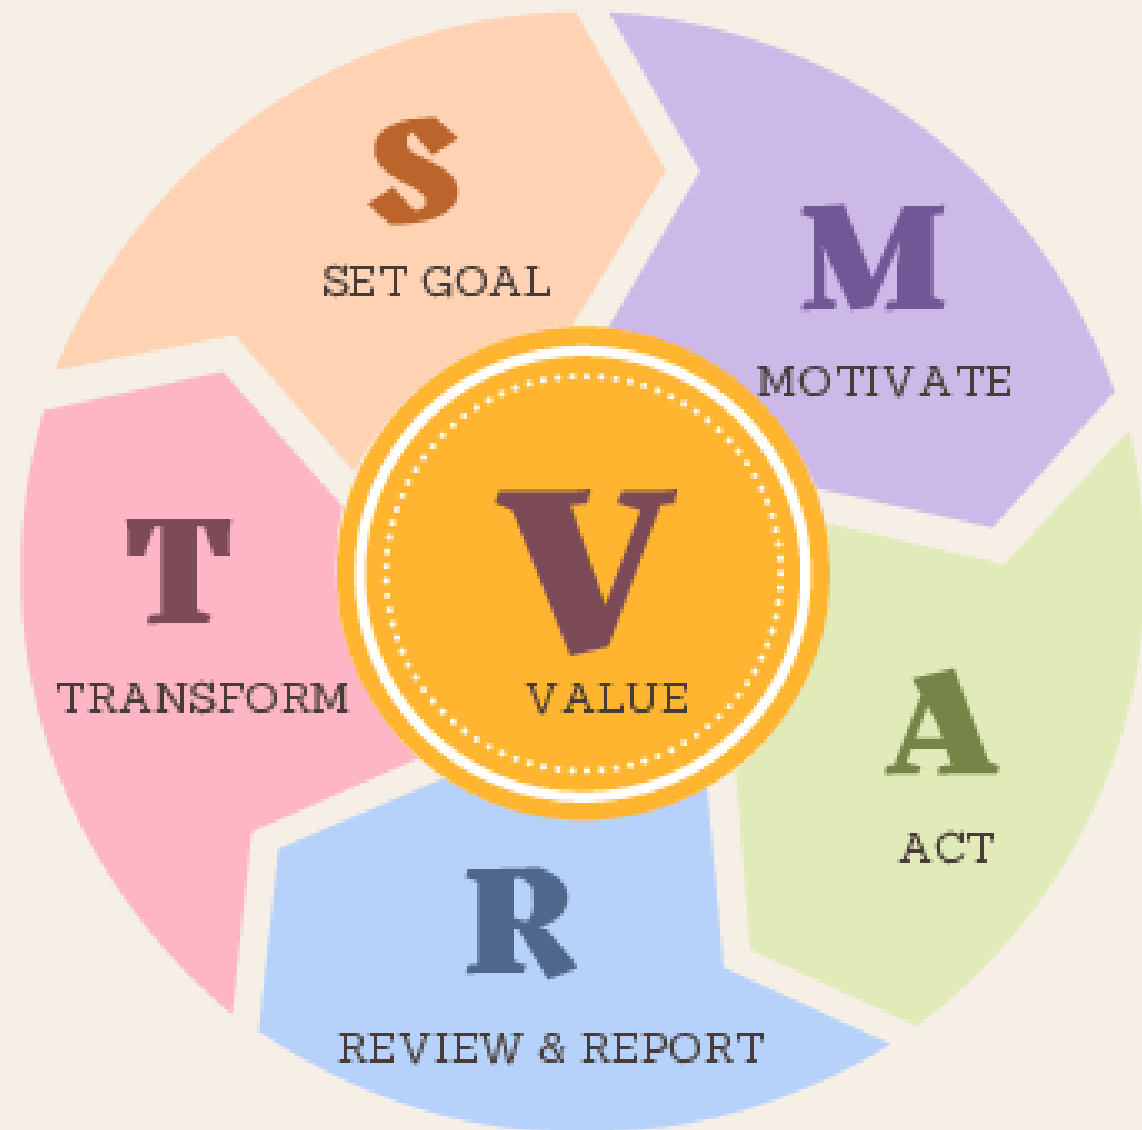 S
SET GOAL
M
MOTIVATE
A
ACT
R
REVIEW & REPORT
T
TRANSFORM
V
VALUE